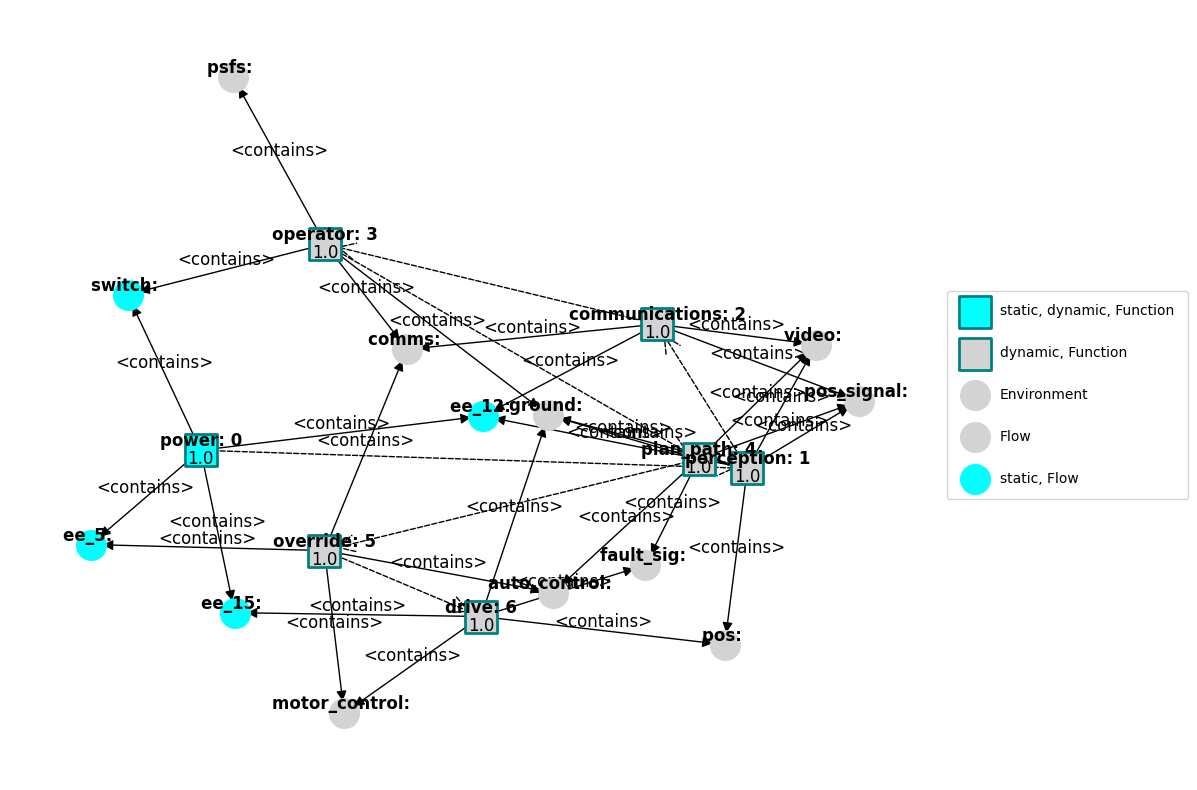 psfs:
<contains>
operator: 3
1.0
<contains>
switch:
<contains>
communications: 2
1.0
<contains>
<contains>
<contains>
video:
comms:
<contains>
<contains>
<contains>
<contains>
<contains>
pos_signal:
ee_12:
ground:
<contains>
<contains>
<contains>
<contains>
<contains>
<contains>
<contains>
power: 0
1.0
<contains>
plan_path: 4
1.0
perception: 1
1.0
<contains>
<contains>
<contains>
<contains>
<contains>
<contains>
ee_5:
override: 5
1.0
<contains>
<contains>
<contains>
fault_sig:
auto_control:
<contains>
ee_15:
<contains>
drive: 6
1.0
<contains>
<contains>
pos:
<contains>
motor_control:
static, dynamic, Function
dynamic, Function
Environment
Flow
static, Flow